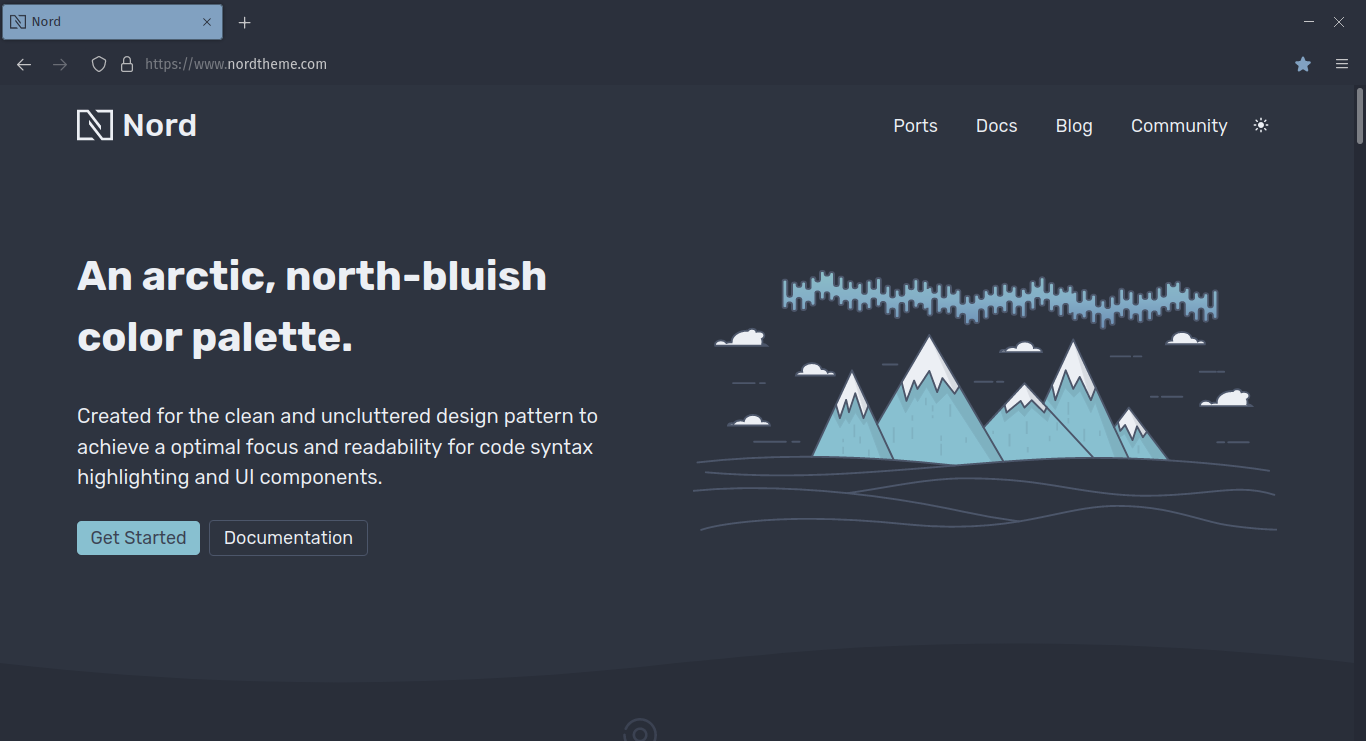 Nord
https://www.nordtheme.com
Nord
Ports Docs Blog Community
An arctic, north-bluish
color palette.
Created for the clean and uncluttered design pattern to
achieve a optimal focus and readability for code syntax
highlighting and UI components.
Get Started Documentation